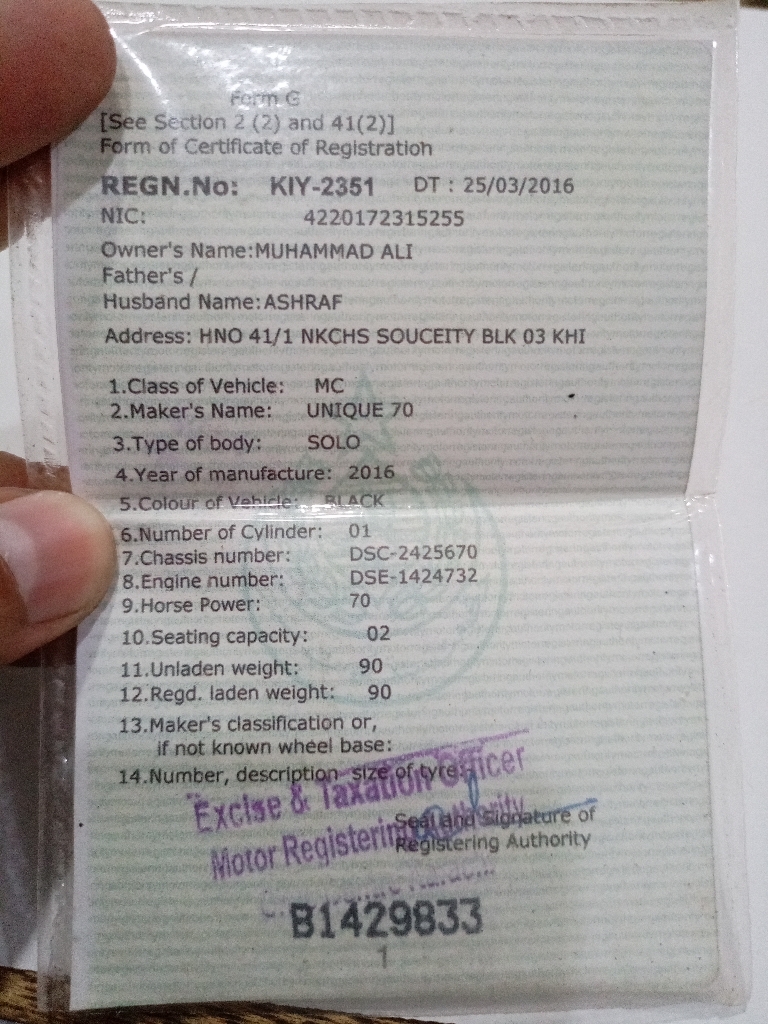 Form G
[See Section 2 (2) and 41(2)]
Form of Certificate of Registration
REGN.No: KIY-2351 DT : 25/03/2016
NIC: 4220172315255
Owner's Name:MUHAMMAD ALI
Father's /
Husband Name:ASHRAF
Address: HNO 41/1 NKCHS SOUCEITY BLK 03 KHI
1.Class of Vehicle: MC
2.Maker's Name: UNIQUE 70
3.Type of body: SOLO
4.Year of manufacture: 2016
5.Colour of Vehicle: BLACK
6.Number of Cylinder: 01
7.Chassis number: DSC-2425670
8.Engine number: DSE-1424732
9.Horse Power: 70
10.Seating capacity: 02
11.Unladen weight: 90
12.Regd. laden weight: 90
13.Maker's classification or,
if not known wheel base:
14.Number, description size of tyre:
Excise & Taxation Officer
Seal and Signature of
Motor Registering Authority
Registering Authority
B1429833
1